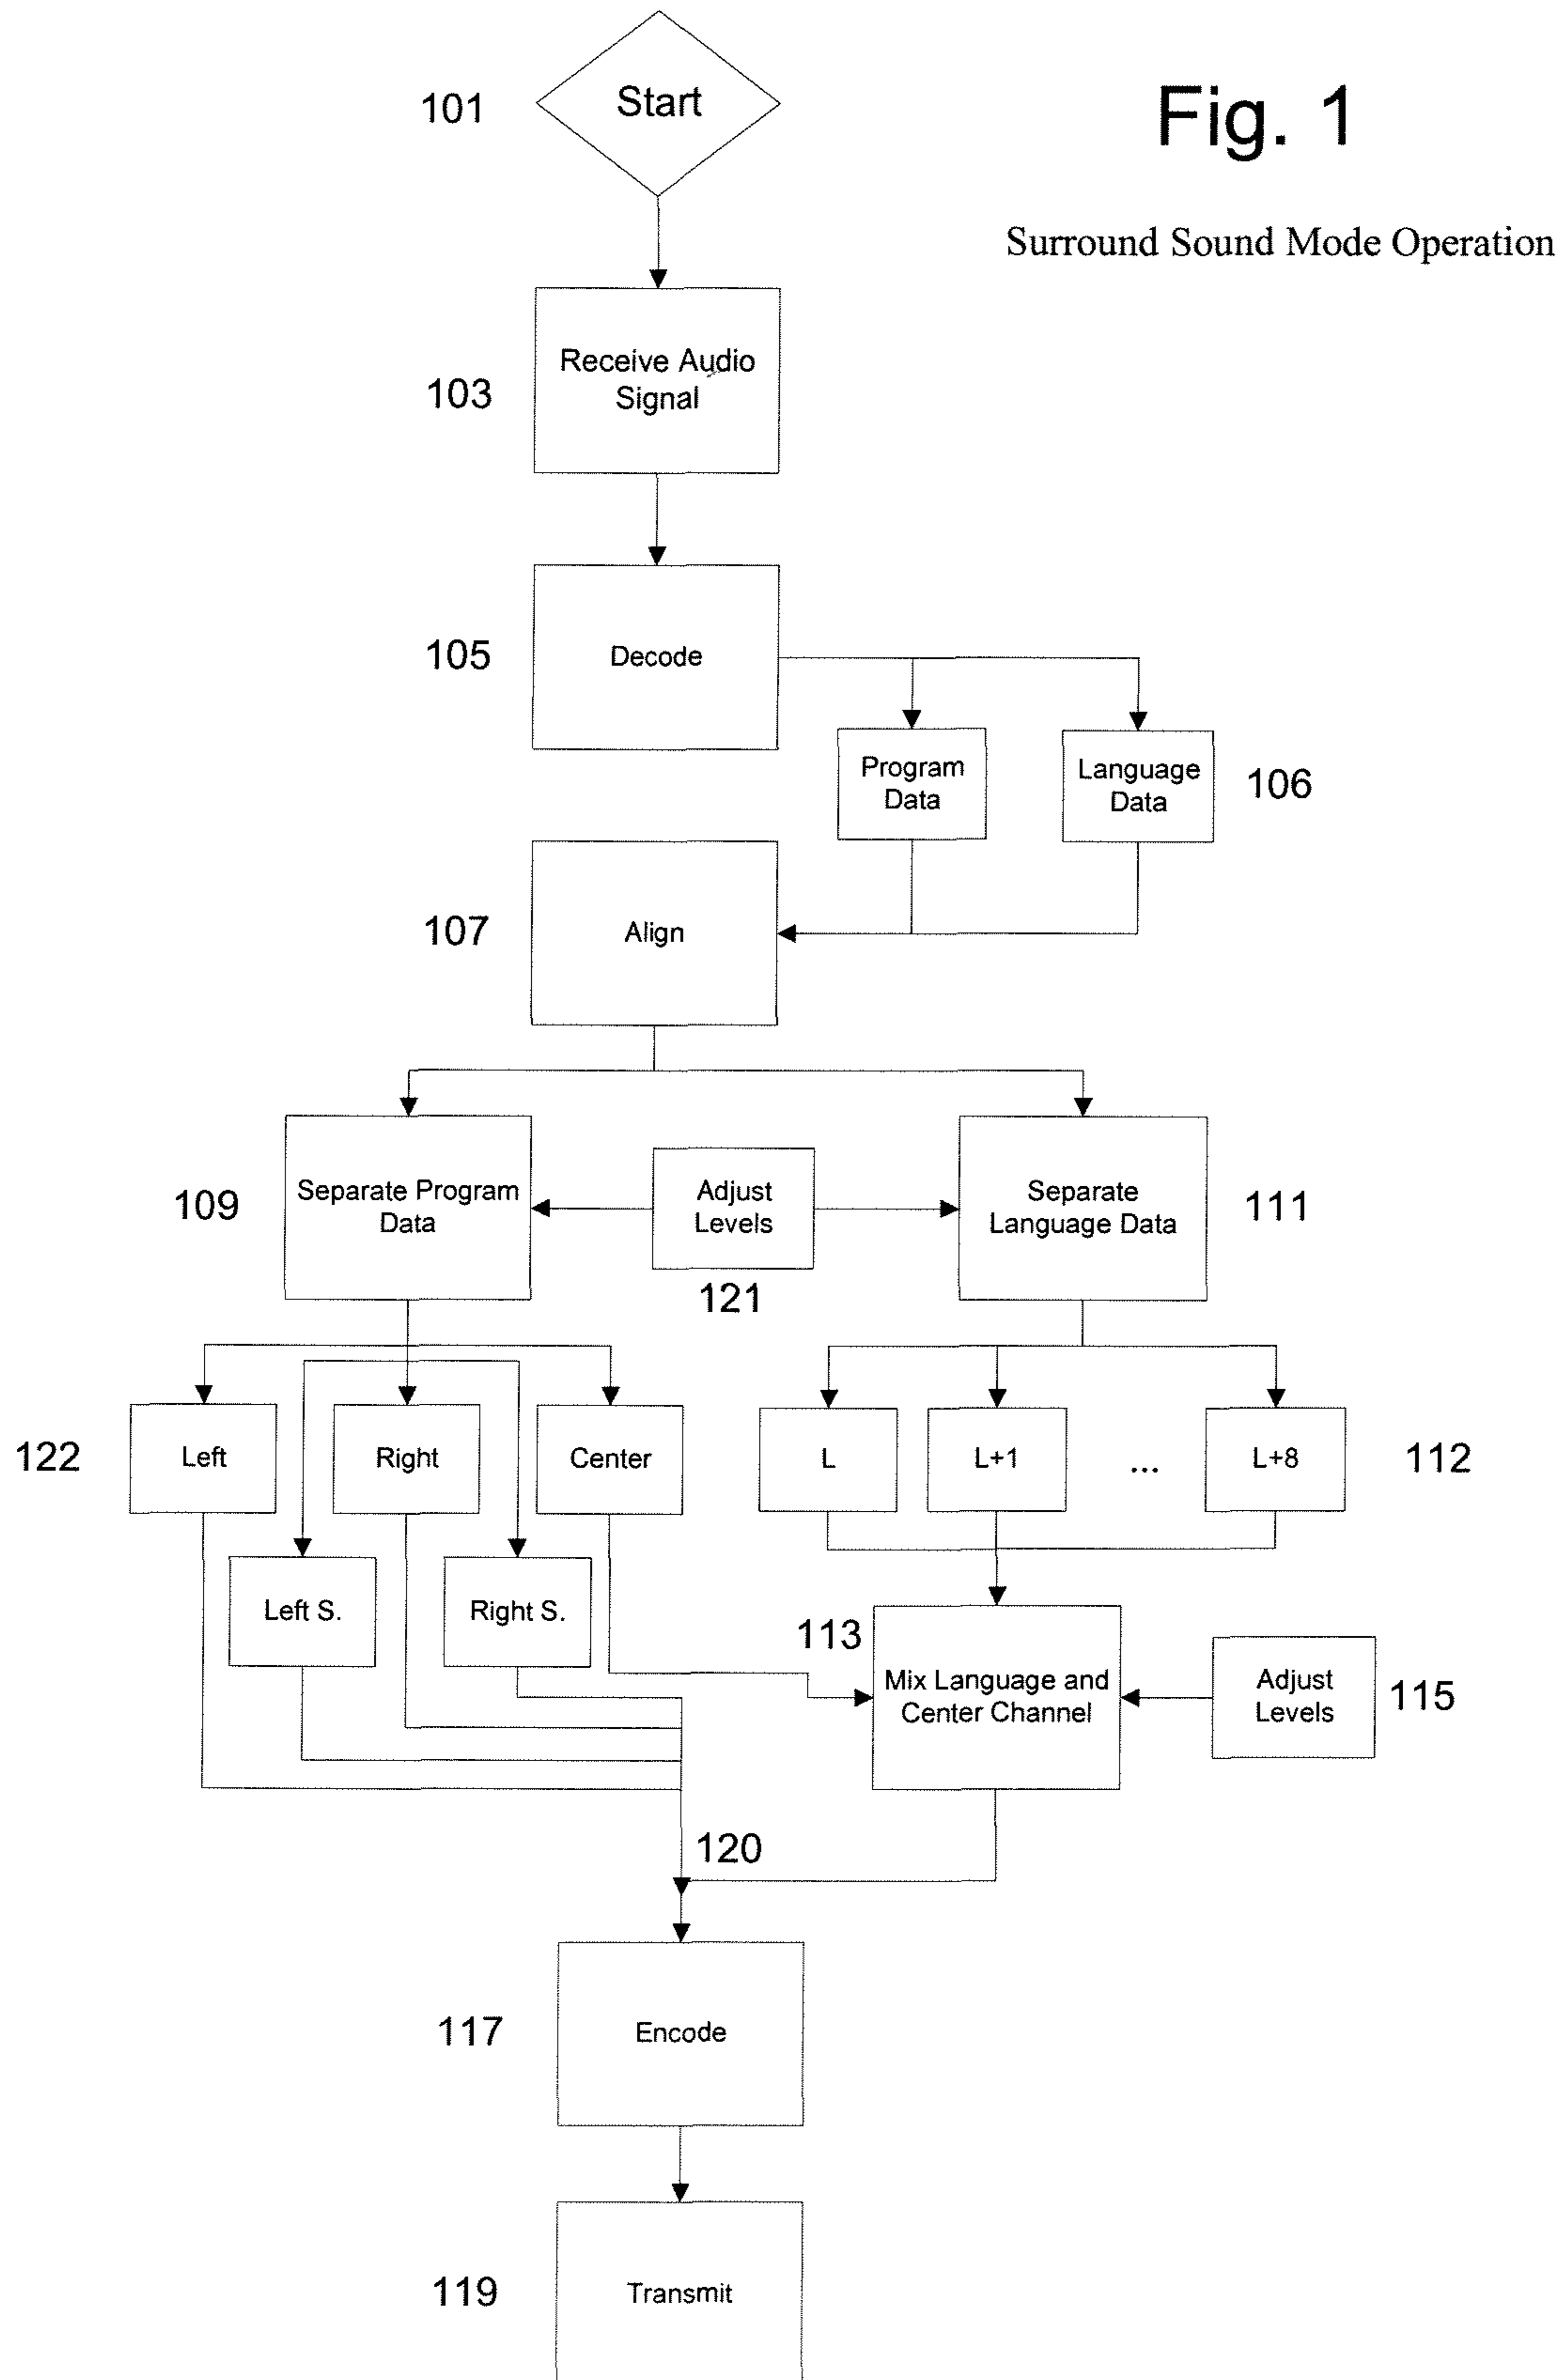 Fig. 1
Surround Sound Mode Operation
101
Start
103
Receive Audio
Signal
105
Decode
Program
Data
Language
Data
106
107
Align
109
Separate Program
Data
Adjust
Levels
121
Separate
Language Data
111
122
Left
Right
Center
L
L+1
...
L+8
112
Left S.
Right S.
113
Mix Language and
Center Channel
Adjust
Levels
115
120
117
Encode
119
Transmit